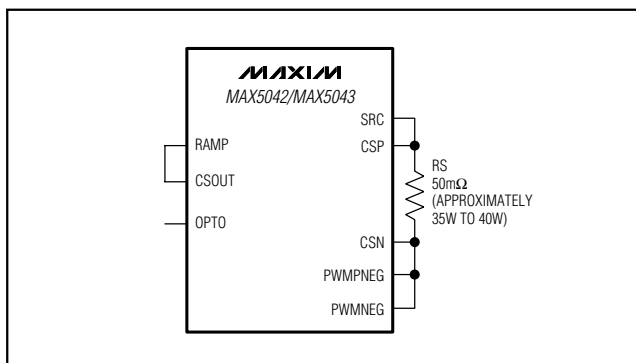 MAXIM
MAX5042/MAX5043
SRC
RAMP
CSP
RS
50mΩ
(APPROXIMATELY
35W TO 40W)
CSOUT
OPTO
CSN
PWMPNEG
PWMNEG